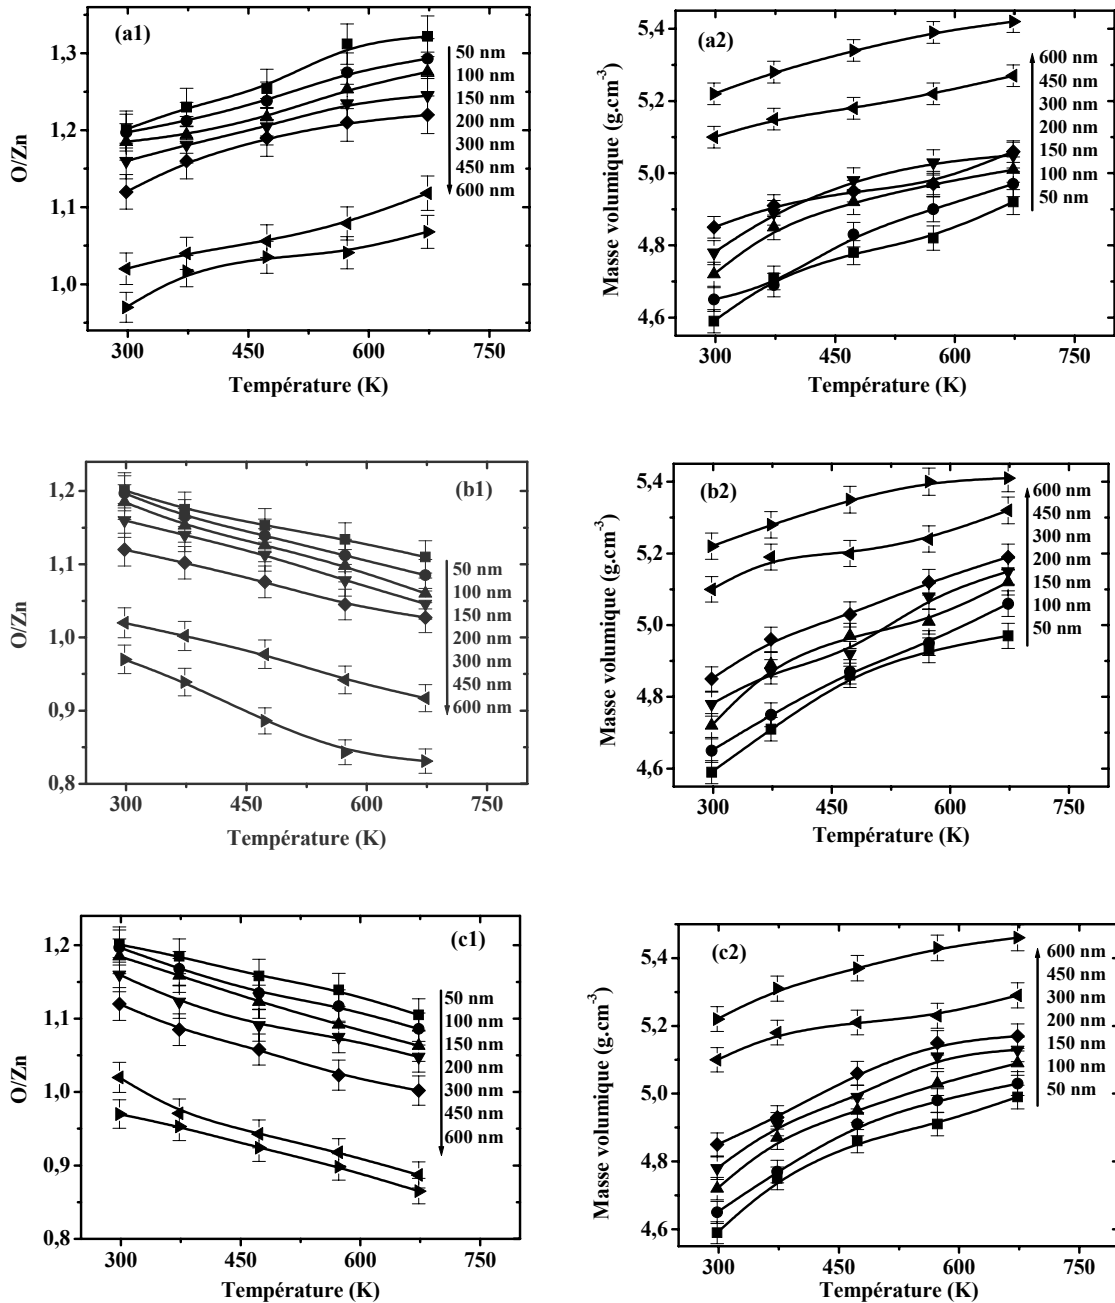 (a1)
O/Zn
1,3
1,2
1,1
1,0
50 nm
100 nm
150 nm
200 nm
300 nm
450 nm
600 nm
300 450 600 750
Température (K)
(a2)
Masse volumique (g.cm-3)
5,4
5,2
5,0
4,8
4,6
600 nm
450 nm
300 nm
200 nm
150 nm
100 nm
50 nm
300 450 600 750
Température (K)
(b1)
O/Zn
1,2
1,1
1,0
0,9
0,8
50 nm
100 nm
150 nm
200 nm
300 nm
450 nm
600 nm
300 450 600 750
Température (K)
(b2)
Masse volumique (g.cm-3)
5,4
5,2
5,0
4,8
4,6
600 nm
450 nm
300 nm
200 nm
150 nm
100 nm
50 nm
300 450 600 750
Température (K)
(c1)
O/Zn
1,2
1,1
1,0
0,9
0,8
50 nm
100 nm
150 nm
200 nm
300 nm
450 nm
600 nm
300 450 600 750
Température (K)
(c2)
Masse volumique (g.cm-3)
5,4
5,2
5,0
4,8
4,6
600 nm
450 nm
300 nm
200 nm
150 nm
100 nm
50 nm
300 450 600 750
Température (K)